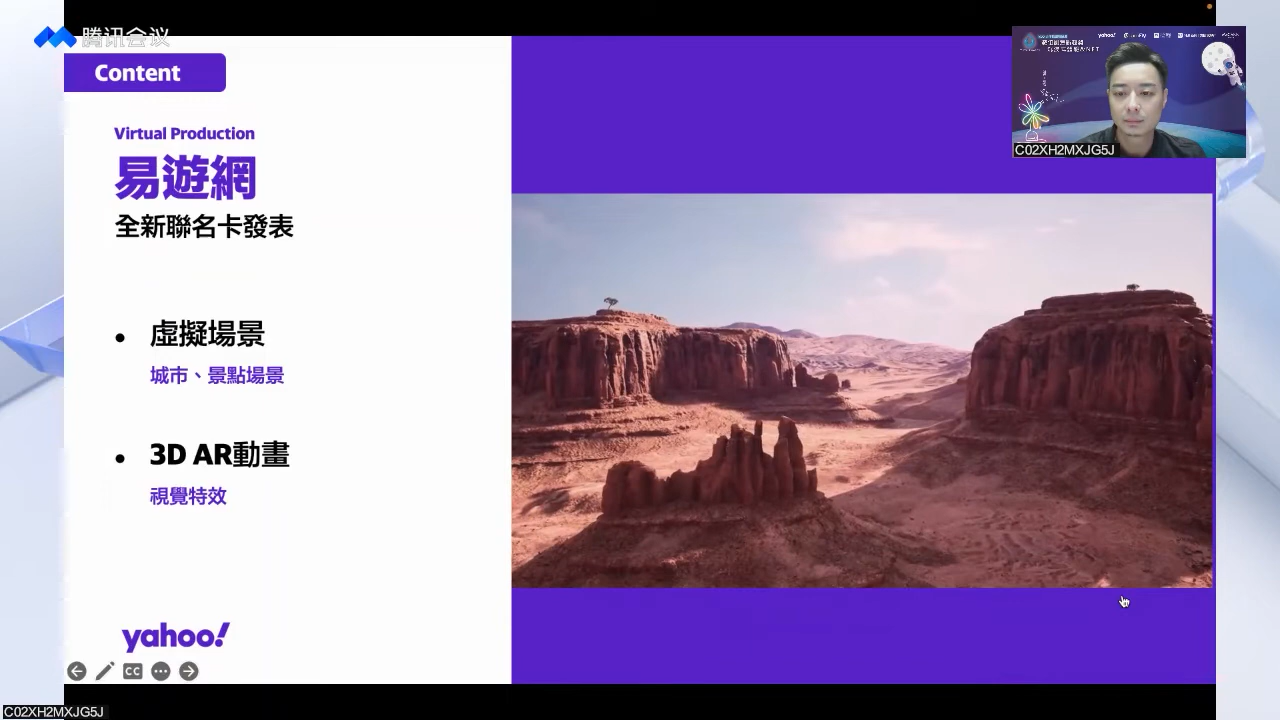 腾讯会议
Content
Virtual Production
易遊網
全新聯名卡發表
• 虛擬場景
城市、景點場景
• 3D AR動畫
視覺特效
yahoo!
CC
yahoo!
C02XH2MXJG5J
C02XH2MXJG5J